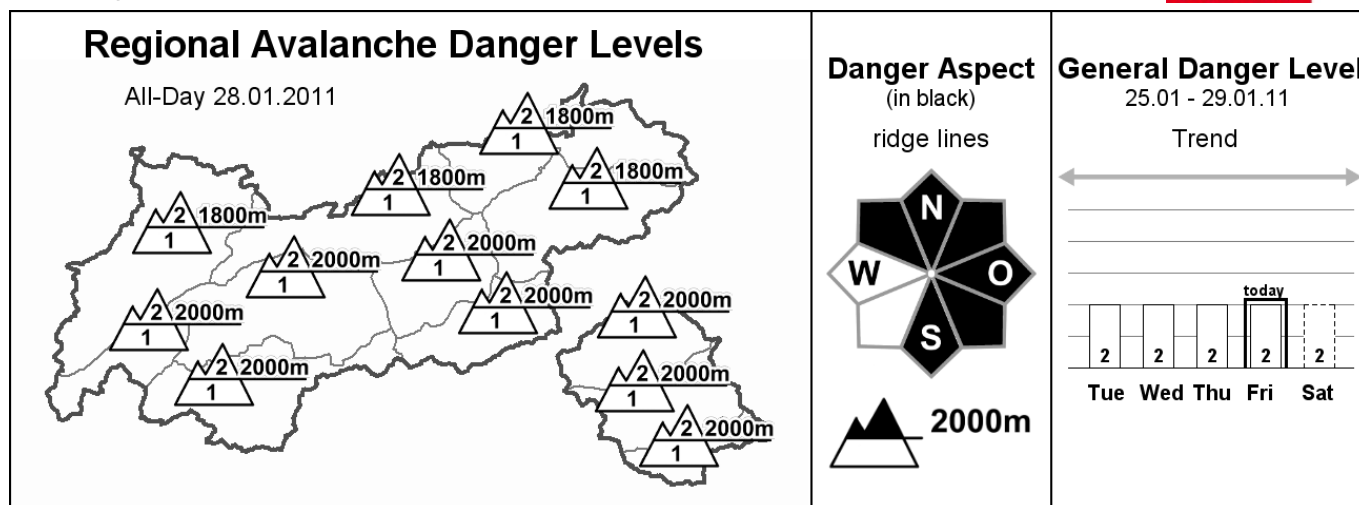 Regional Avalanche Danger Levels
All-Day 28.01.2011
2 1800m
1
2 1800m
1
2 1800m
1
2 1800m
1
2 2000m
1
2 2000m
1
2 2000m
1
2 2000m
1
2 2000m
1
2 2000m
1
2 2000m
1
2 2000m
1
Danger Aspect
(in black)
ridge lines
N
W O
S
2000m
General Danger Level
25.01 - 29.01.11
Trend
today
2 2 2 2 2
Tue Wed Thu Fri Sat